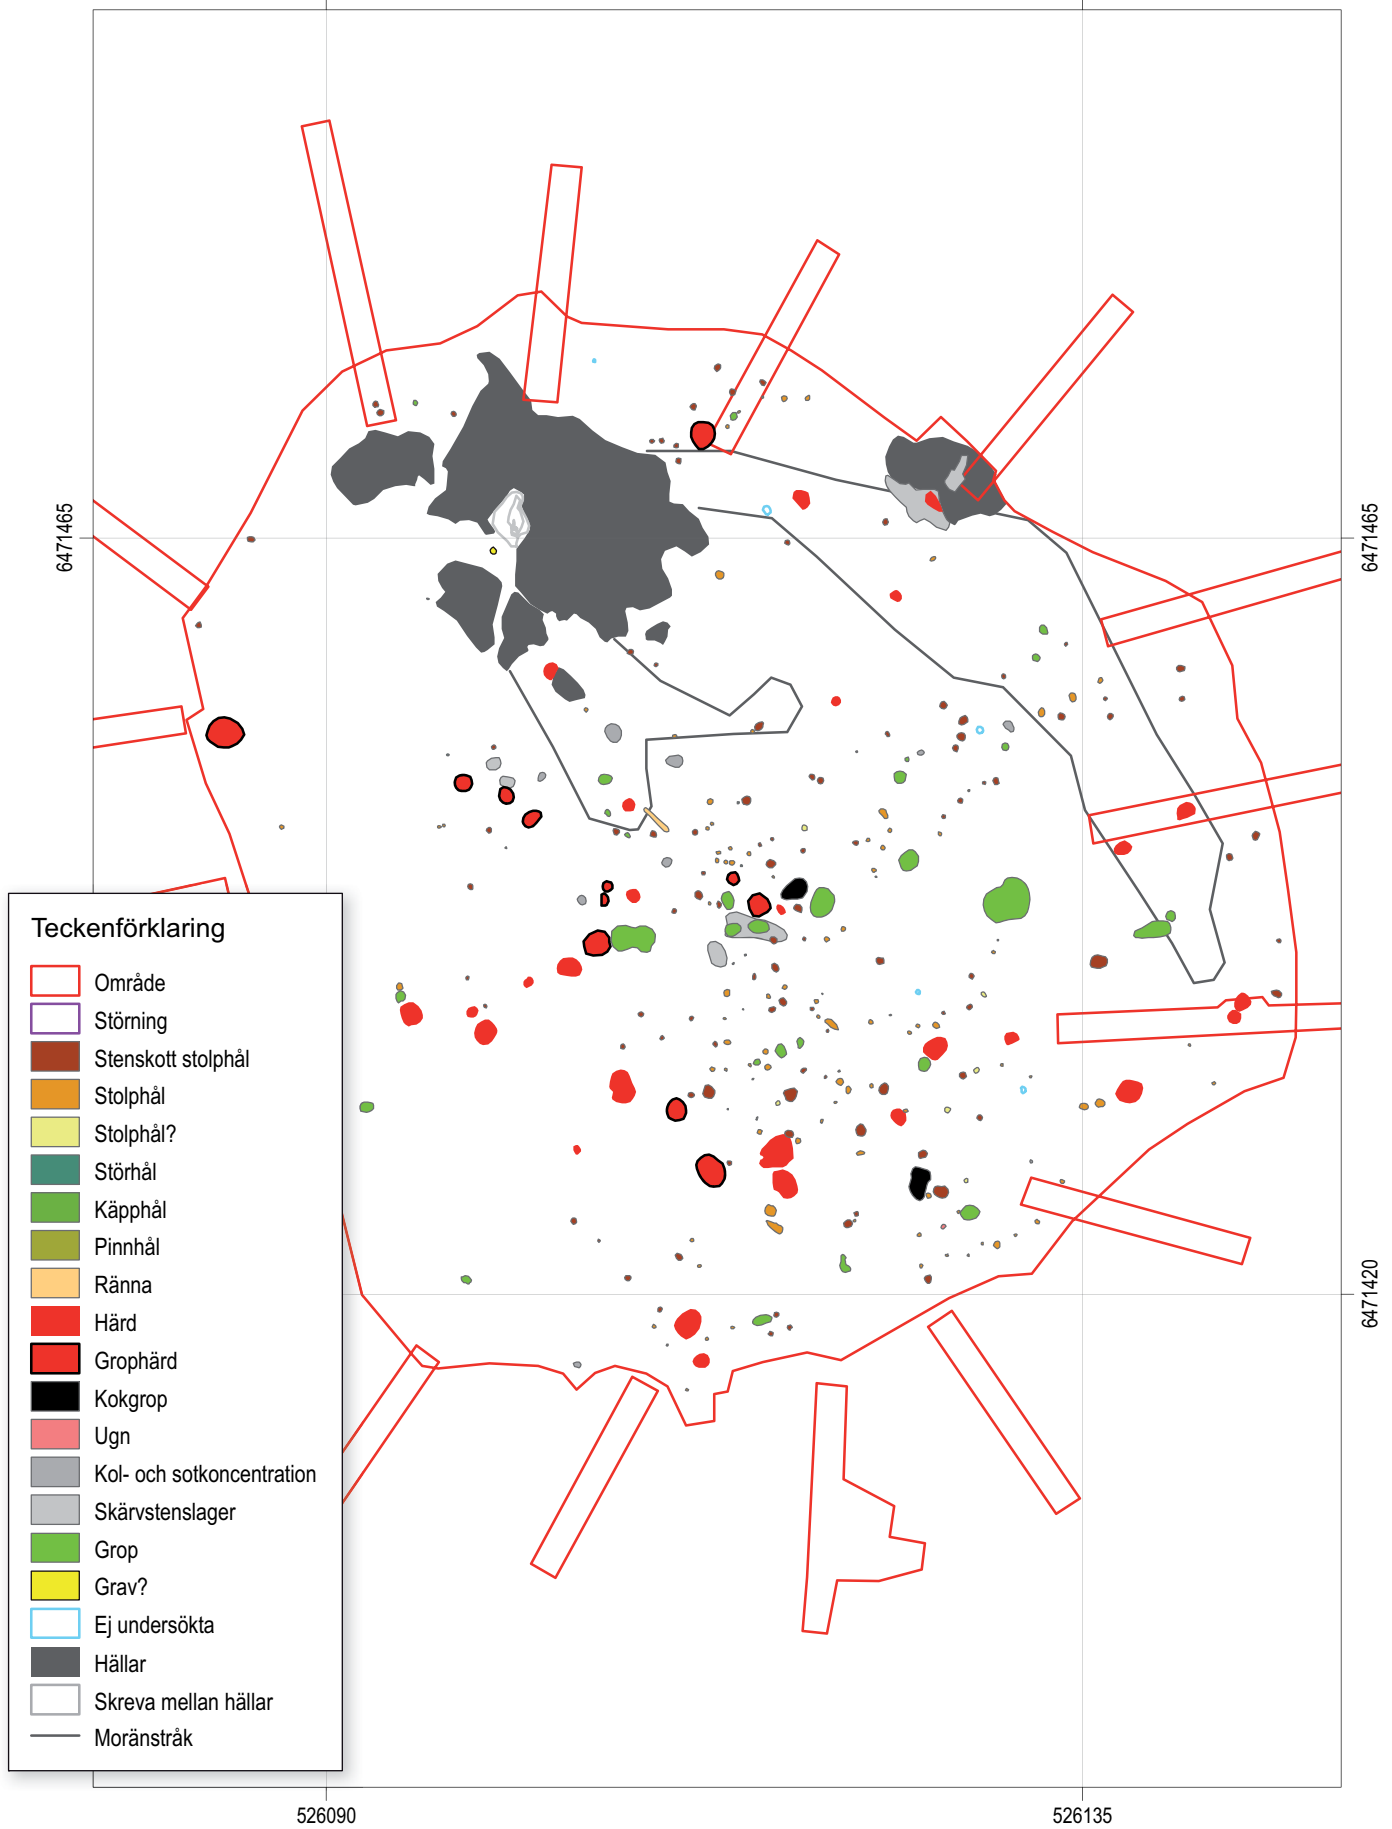 6471465
6471465
Teckenförklaring
Område
Störning
Stenskott stolphål
Stolphål
Stolphål?
Störhål
Käpphål
Pinnhål
Ränna
Härd
Grophärd
Kokgrop
Ugn
Kol- och sotkoncentration
Skärvstenslager
Grop
Grav?
Ej undersökta
Hällar
Skreva mellan hällar
Moränstråk
6471420
526090
526135